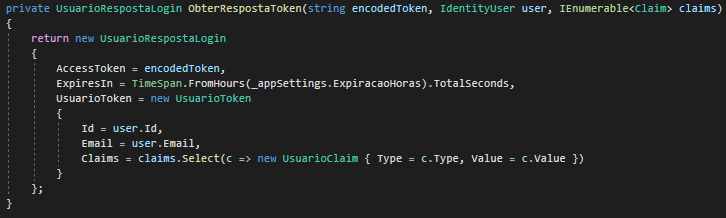 private UsuarioRespostaLogin ObterRespostaToken(string encodedToken, IdentityUser user, IEnumerable<Claim> claims)
{
    return new UsuarioRespostaLogin
    {
        AccessToken = encodedToken,
        ExpiresIn = TimeSpan.FromHours(_appSettings.ExpiracaoHoras).TotalSeconds,
        UsuarioToken = new UsuarioToken
        {
            Id = user.Id,
            Email = user.Email,
            Claims = claims.Select(c => new UsuarioClaim { Type = c.Type, Value = c.Value })
        }
    };
}